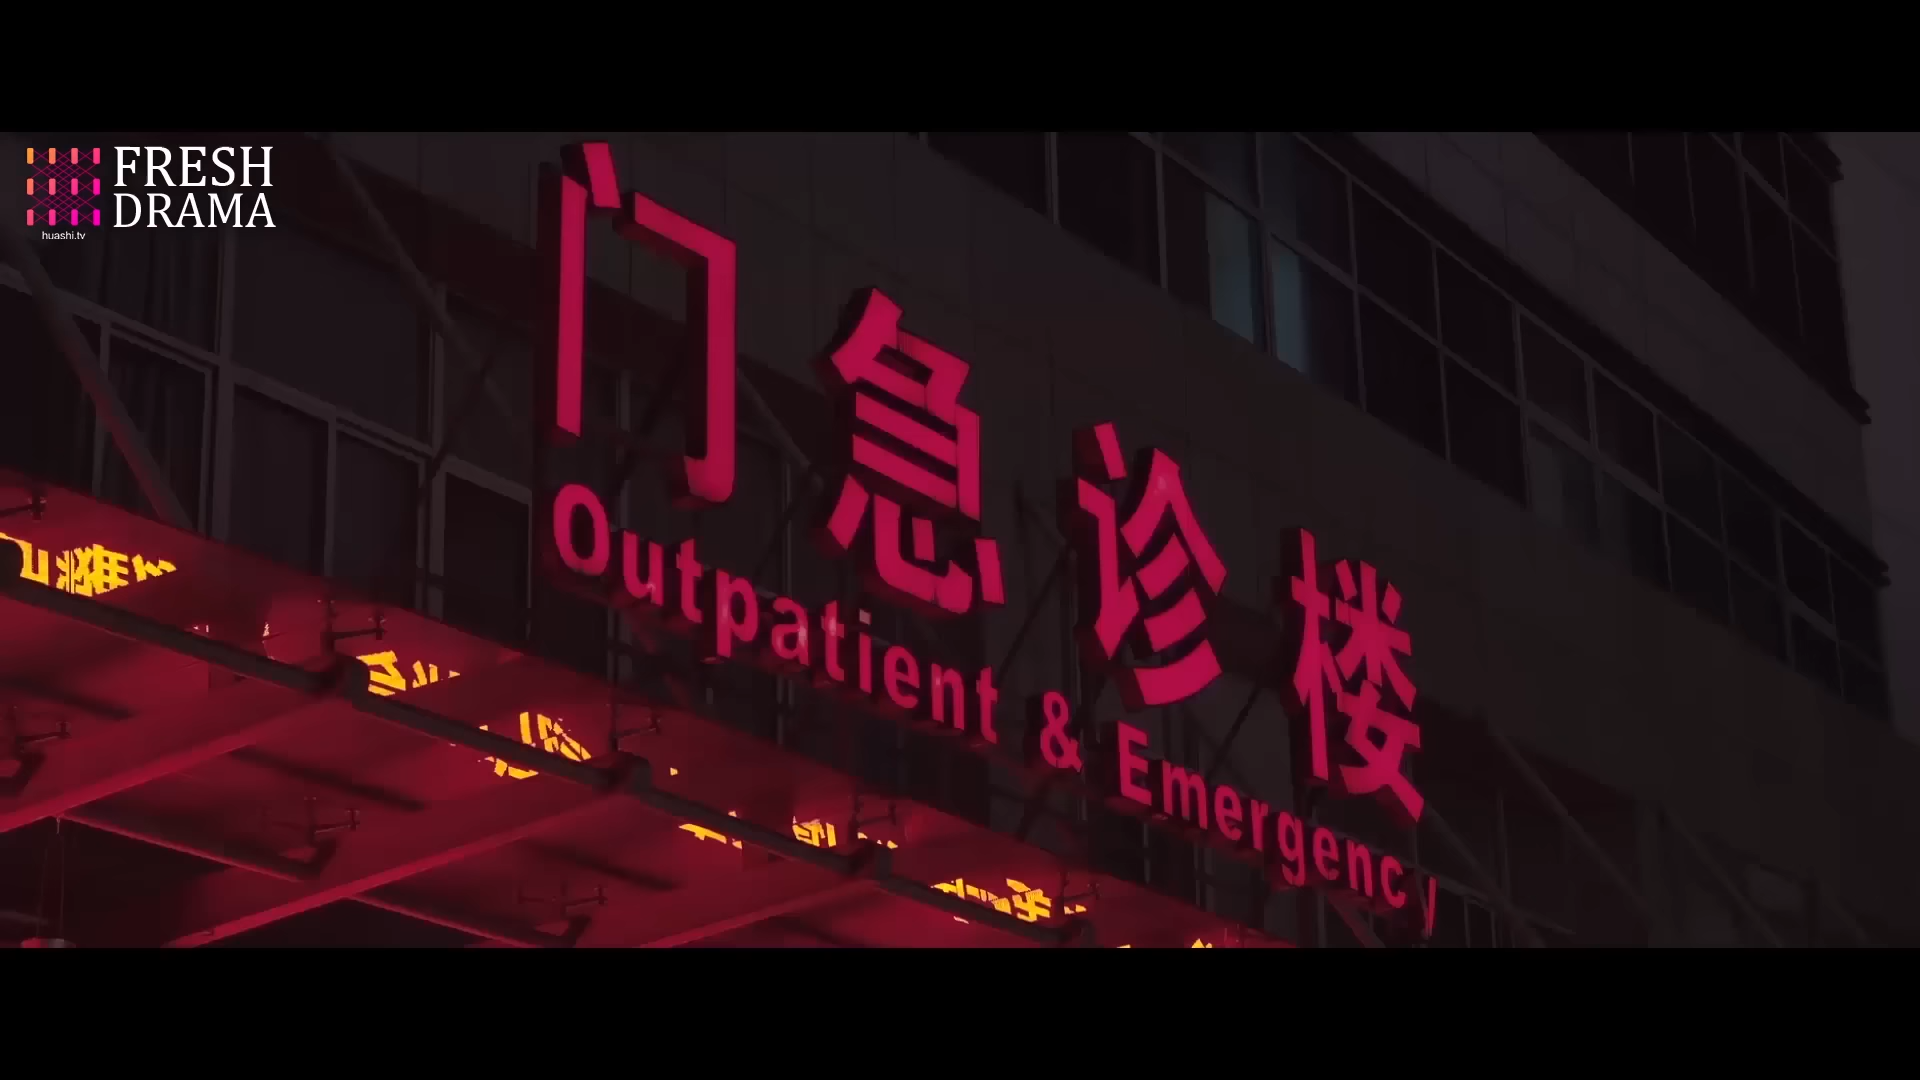 FRESH
DRAMA
huashi.tv
门急诊楼
Outpatient & Emergency